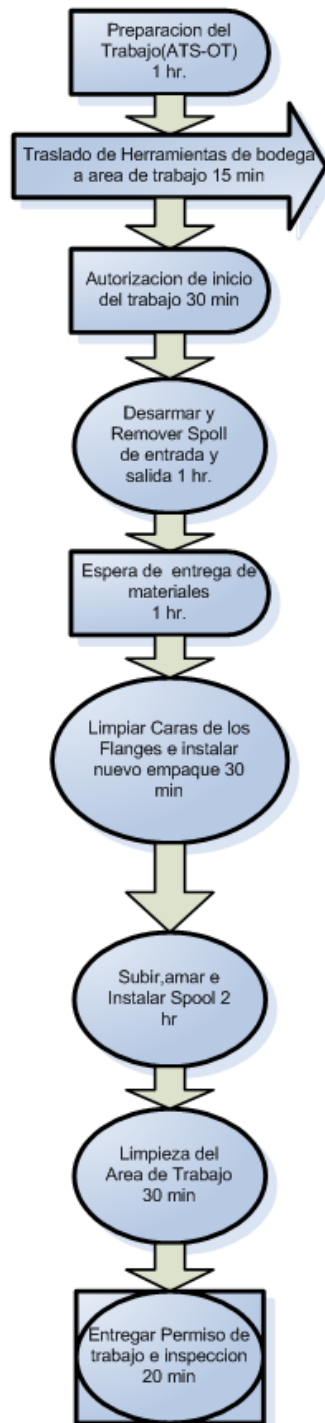 Preparacion del
Trabajo(ATS-OT)
1 hr.
Traslado de Herramientas de bodega
a area de trabajo 15 min
Autorizacion de inicio
del trabajo 30 min
Desarmar y
Remover Spoll
de entrada y
salida 1 hr.
Espera de entrega de
materiales
1 hr.
Limpiar Caras de los
Flanges e instalar
nuevo empaque 30
min
Subir,amar e
Instalar Spool 2
hr
Limpieza del
Area de Trabajo
30 min
Entregar Permiso de
trabajo e inspeccion
20 min